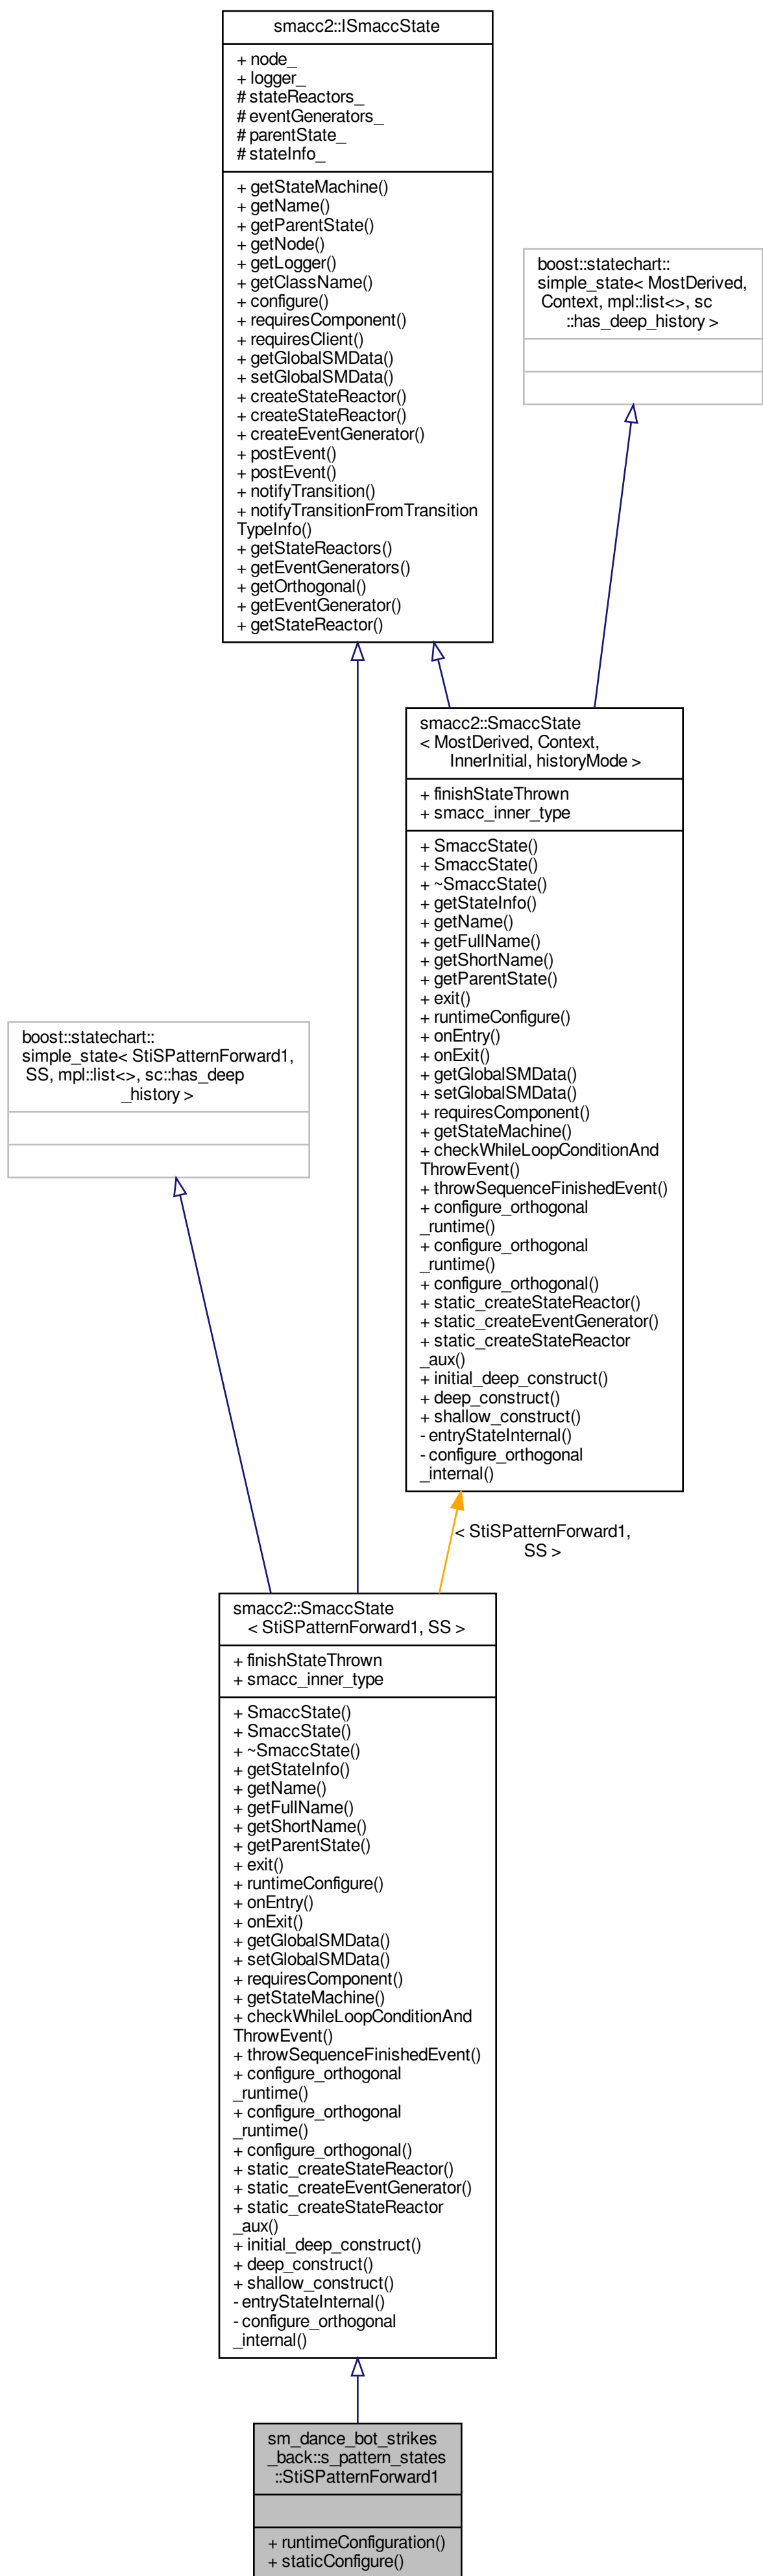 smacc2::ISmaccState
+ node_
+ logger_
# stateReactors_
# eventGenerators_
# parentState_
# stateInfo_
+ getStateMachine()
+ getName()
+ getParentState()
+ getNode()
+ getLogger()
+ getClassName()
+ configure()
+ requiresComponent()
+ requiresClient()
+ getGlobalSMData()
+ setGlobalSMData()
+ createStateReactor()
+ createStateReactor()
+ createEventGenerator()
+ postEvent()
+ postEvent()
+ notifyTransition()
+ notifyTransitionFromTransition
TypeInfo()
+ getStateReactors()
+ getEventGenerators()
+ getOrthogonal()
+ getEventGenerator()
+ getStateReactor()
boost::statechart::
simple_state< MostDerived,
Context, mpl::list<>, sc
::has_deep_history >
smacc2::SmaccState
< MostDerived, Context,
InnerInitial, historyMode >
+ finishStateThrown
+ smacc_inner_type
+ SmaccState()
+ SmaccState()
+ ~SmaccState()
+ getStateInfo()
+ getName()
+ getFullName()
+ getShortName()
+ getParentState()
+ exit()
+ runtimeConfigure()
+ onEntry()
+ onExit()
+ getGlobalSMData()
+ setGlobalSMData()
+ requiresComponent()
+ getStateMachine()
+ checkWhileLoopConditionAnd
ThrowEvent()
+ throwSequenceFinishedEvent()
+ configure_orthogonal
_runtime()
+ configure_orthogonal
_runtime()
+ configure_orthogonal()
+ static_createStateReactor()
+ static_createEventGenerator()
+ static_createStateReactor
_aux()
+ initial_deep_construct()
+ deep_construct()
+ shallow_construct()
- entryStateInternal()
- configure_orthogonal
_internal()
boost::statechart::
simple_state< StiSPatternForward1,
SS, mpl::list<>, sc::has_deep
_history >
< StiSPatternForward1,
SS >
smacc2::SmaccState
< StiSPatternForward1, SS >
+ finishStateThrown
+ smacc_inner_type
+ SmaccState()
+ SmaccState()
+ ~SmaccState()
+ getStateInfo()
+ getName()
+ getFullName()
+ getShortName()
+ getParentState()
+ exit()
+ runtimeConfigure()
+ onEntry()
+ onExit()
+ getGlobalSMData()
+ setGlobalSMData()
+ requiresComponent()
+ getStateMachine()
+ checkWhileLoopConditionAnd
ThrowEvent()
+ throwSequenceFinishedEvent()
+ configure_orthogonal
_runtime()
+ configure_orthogonal
_runtime()
+ configure_orthogonal()
+ static_createStateReactor()
+ static_createEventGenerator()
+ static_createStateReactor
_aux()
+ initial_deep_construct()
+ deep_construct()
+ shallow_construct()
- entryStateInternal()
- configure_orthogonal
_internal()
sm_dance_bot_strikes
_back::s_pattern_states
::StiSPatternForward1
+ runtimeConfiguration()
+ staticConfigure()